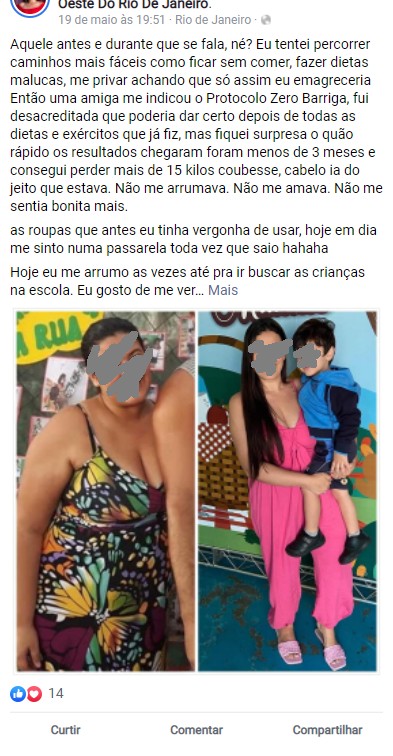 Oeste Do Rio De Janeiro.
19 de maio às 19:51 · Rio de Janeiro ·
Aquele antes e durante que se fala, né? Eu tentei percorrer
caminhos mais fáceis como ficar sem comer, fazer dietas
malucas, me privar achando que só assim eu emagreceria
Então uma amiga me indicou o Protocolo Zero Barriga, fui
desacreditada que poderia dar certo depois de todas as
dietas e exércitos que já fiz, mas fiquei surpresa o quão
rápido os resultados chegaram foram menos de 3 meses e
consegui perder mais de 15 kilos coubesse, cabelo ia do
jeito que estava. Não me arrumava. Não me amava. Não me
sentia bonita mais.
as roupas que antes eu tinha vergonha de usar, hoje em dia
me sinto numa passarela toda vez que saio hahaha
Hoje eu me arrumo as vezes até pra ir buscar as crianças
na escola. Eu gosto de me ver... Mais
RUA
14
Curtir
Comentar
Compartilhar